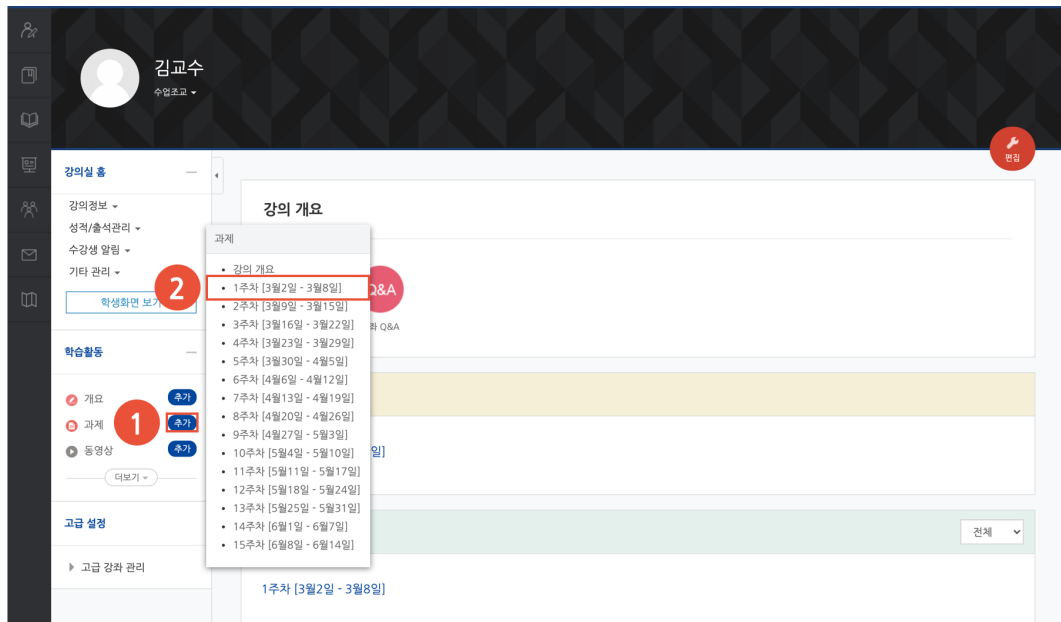 김교수
수업조교
편집
강의실 홈
강의정보
성적/출석관리
수강생 알림
기타 관리
학생화면 보기
2
학습활동
개요 추가
과제 1 추가
동영상 추가
더보기
고급 설정
고급 강좌 관리
과제
강의 개요
1주차 [3월2일 - 3월8일]
2주차 [3월9일 - 3월15일]
3주차 [3월16일 - 3월22일]
4주차 [3월23일 - 3월29일]
5주차 [3월30일 - 4월5일]
6주차 [4월6일 - 4월12일]
7주차 [4월13일 - 4월19일]
8주차 [4월20일 - 4월26일]
9주차 [4월27일 - 5월3일]
10주차 [5월4일 - 5월10일]
11주차 [5월11일 - 5월17일]
12주차 [5월18일 - 5월24일]
13주차 [5월25일 - 5월31일]
14주차 [6월1일 - 6월7일]
15주차 [6월8일 - 6월14일]
강의 개요
Q&A
좌 Q&A
일]
전체
1주차 [3월2일 - 3월8일]